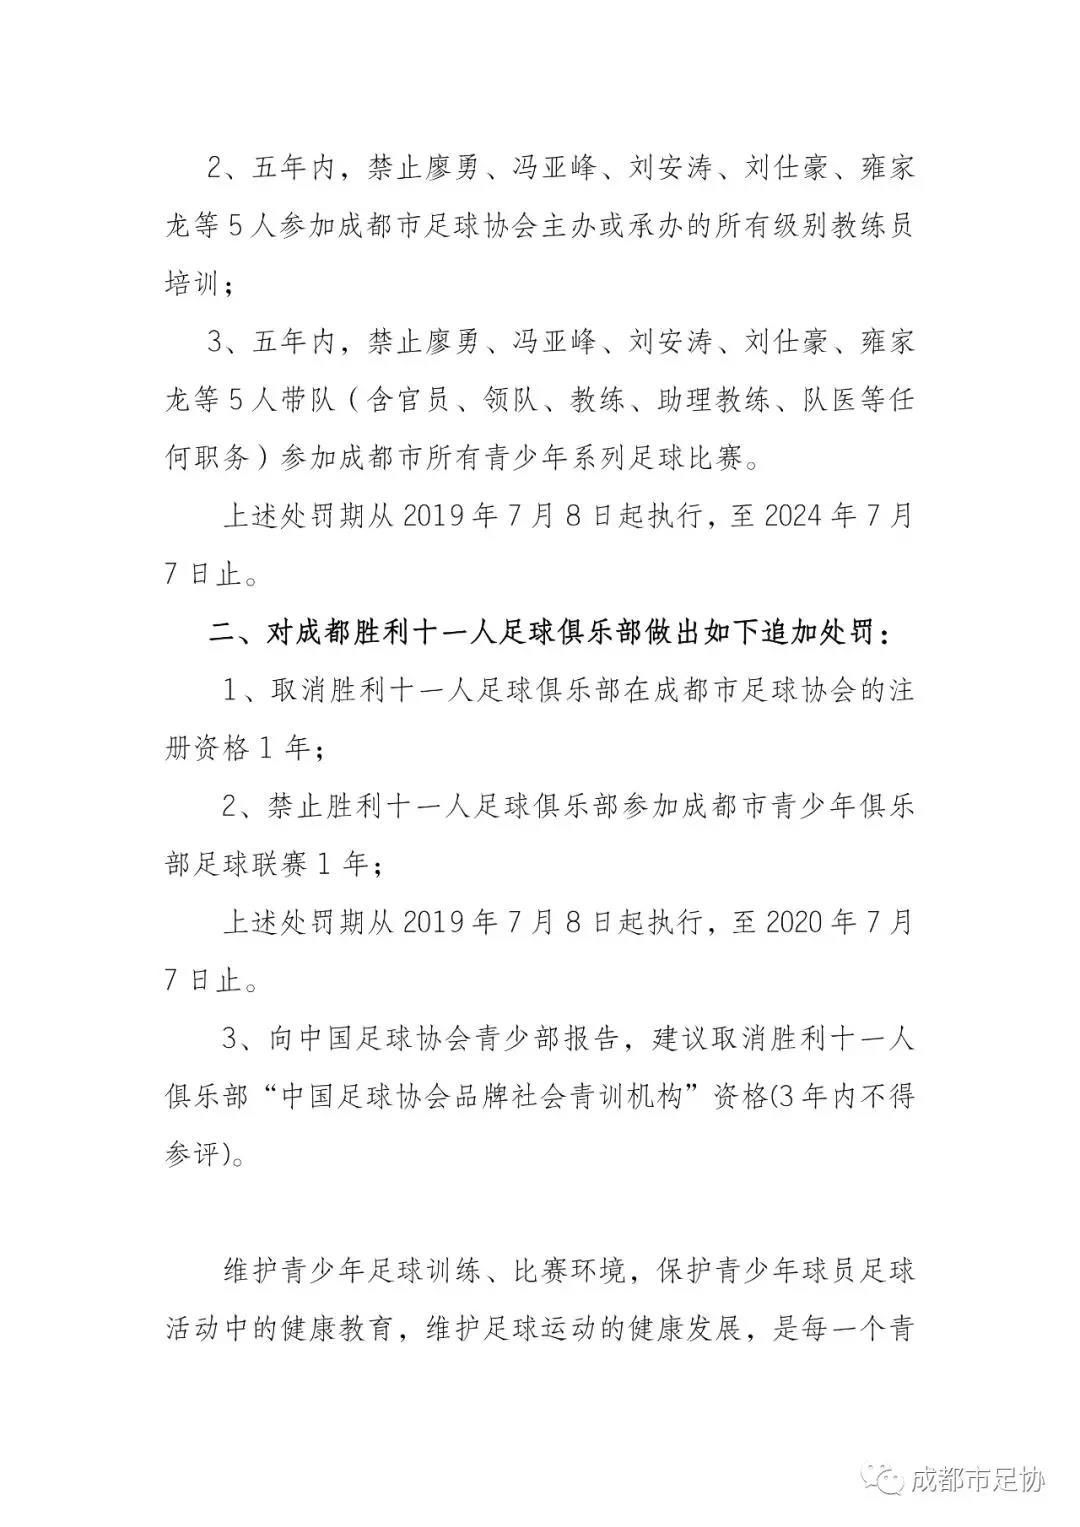 2、五年内，禁止廖勇、冯亚峰、刘安涛、刘仕豪、雍家
龙等5人参加成都市足球协会主办或承办的所有级别教练员
培训；
3、五年内，禁止廖勇、冯亚峰、刘安涛、刘仕豪、雍家
龙等5人带队（含官员、领队、教练、助理教练、队医等任
何职务）参加成都市所有青少年系列足球比赛。
上述处罚期从2019年7月8日起执行，至2024年7月
7日止。
二、对成都胜利十一人足球俱乐部做出如下追加处罚：
1、取消胜利十一人足球俱乐部在成都市足球协会的注
册资格1年；
2、禁止胜利十一人足球俱乐部参加成都市青少年俱乐
部足球联赛1年；
上述处罚期从2019年7月8日起执行，至2020年7月
7日止。
3、向中国足球协会青少部报告，建议取消胜利十一人
俱乐部“中国足球协会品牌社会青训机构”资格(3年内不得
参评)。
维护青少年足球训练、比赛环境，保护青少年球员足球
活动中的健康教育，维护足球运动的健康发展，是每一个青
成都市足协